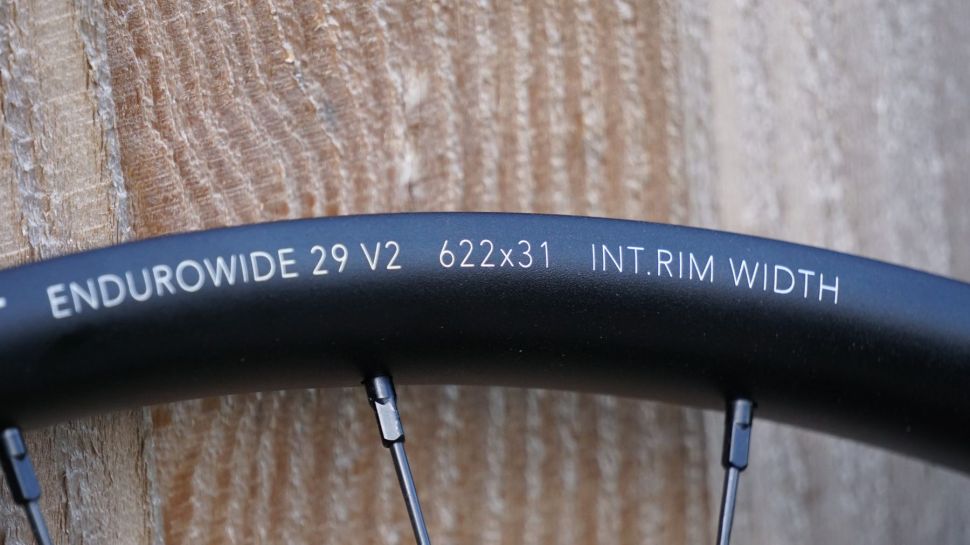 ENDUROWIDE 29 V2 622x31 INT.RIM WIDTH